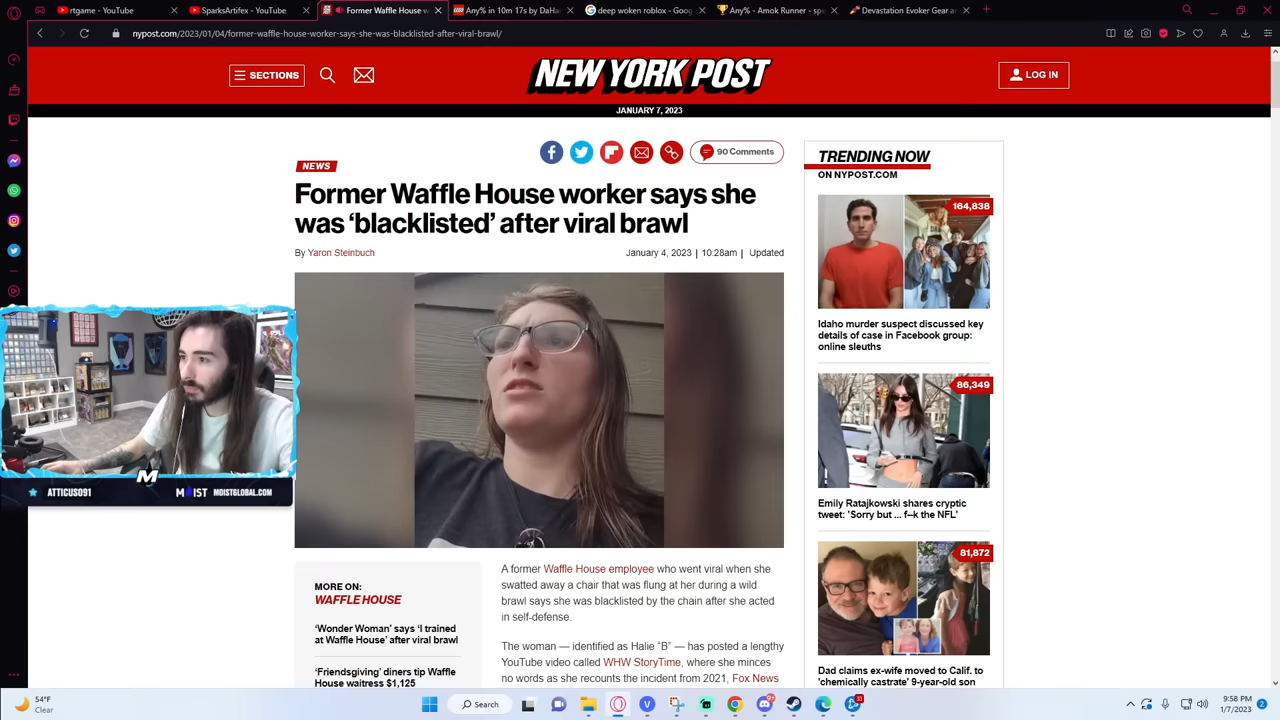 rtgame - YouTube
SparksArtifex - YouTube
Former Waffle House w
Any% in 10m 17s by DaH
deep woken roblox - Goog
Any% - Amok Runner - sp
Devastation Evoker Gear a
nypost.com/2023/01/04/former-waffle-house-worker-says-she-was-blacklisted-after-viral-brawl/
SECTIONS
NEW YORK POST
LOG IN
JANUARY 7, 2023
90 Comments
NEWS
Former Waffle House worker says she
was ‘blacklisted’ after viral brawl
By Yaron Steinbuch
January 4, 2023 | 10:28am | Updated
MORE ON:
WAFFLE HOUSE
‘Wonder Woman’ says ‘I trained
at Waffle House’ after viral brawl
‘Friendsgiving’ diners tip Waffle
House waitress $1,125
A former Waffle House employee who went viral when she
swatted away a chair that was flung at her during a wild
brawl says she was blacklisted by the chain after she acted
in self-defense.
The woman — identified as Halie “B” — has posted a lengthy
YouTube video called WHW StoryTime, where she minces
no words as she recounts the incident from 2021, Fox News
TRENDING NOW
ON NYPOST.COM
164,838
Idaho murder suspect discussed key
details of case in Facebook group:
online sleuths
86,349
Emily Ratajkowski shares cryptic
tweet: 'Sorry but ... f--k the NFL'
81,872
Dad claims ex-wife moved to Calif. to
'chemically castrate' 9-year-old son
M
ATTICUS091
MOIST
MOISTGLOBAL.COM
54°F
Clear
Search
9:58 PM
1/7/2023